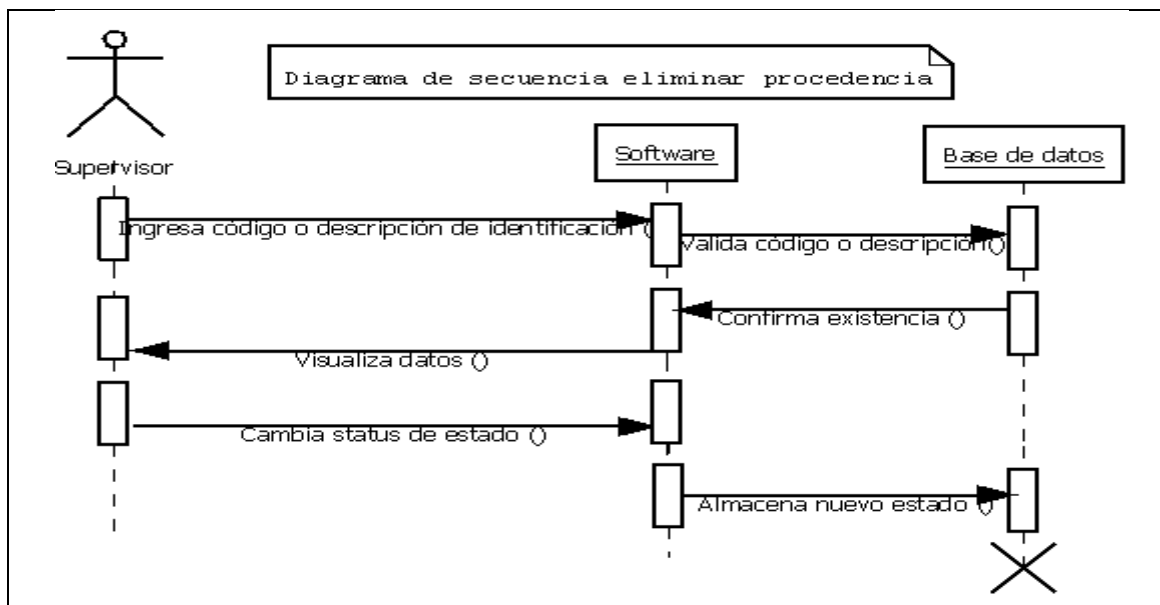 Diagrama de secuencia eliminar procedencia
Supervisor
Software
Base de datos
Ingresa código o descripción de identificación ()
Valida código o descripción()
Confirma existencia ()
Visualiza datos ()
Cambia status de estado ()
Almacena nuevo estado ()